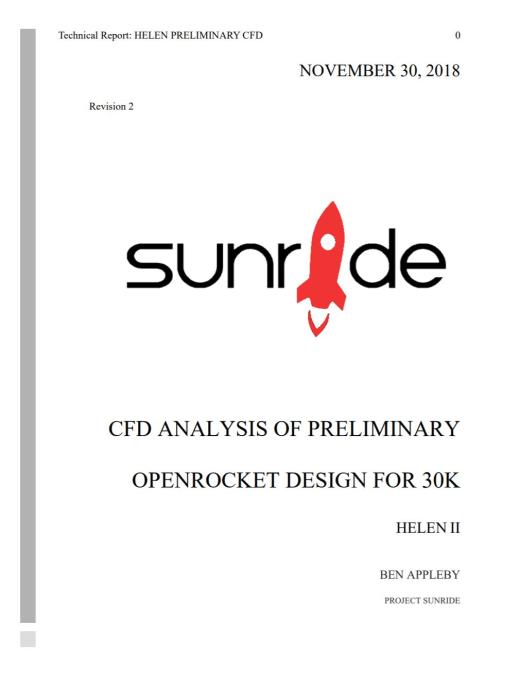 Technical Report: HELEN PRELIMINARY CFD 0
NOVEMBER 30, 2018
Revision 2
sunride
CFD ANALYSIS OF PRELIMINARY
OPENROCKET DESIGN FOR 30K
HELEN II
BEN APPLEBY
PROJECT SUNRIDE